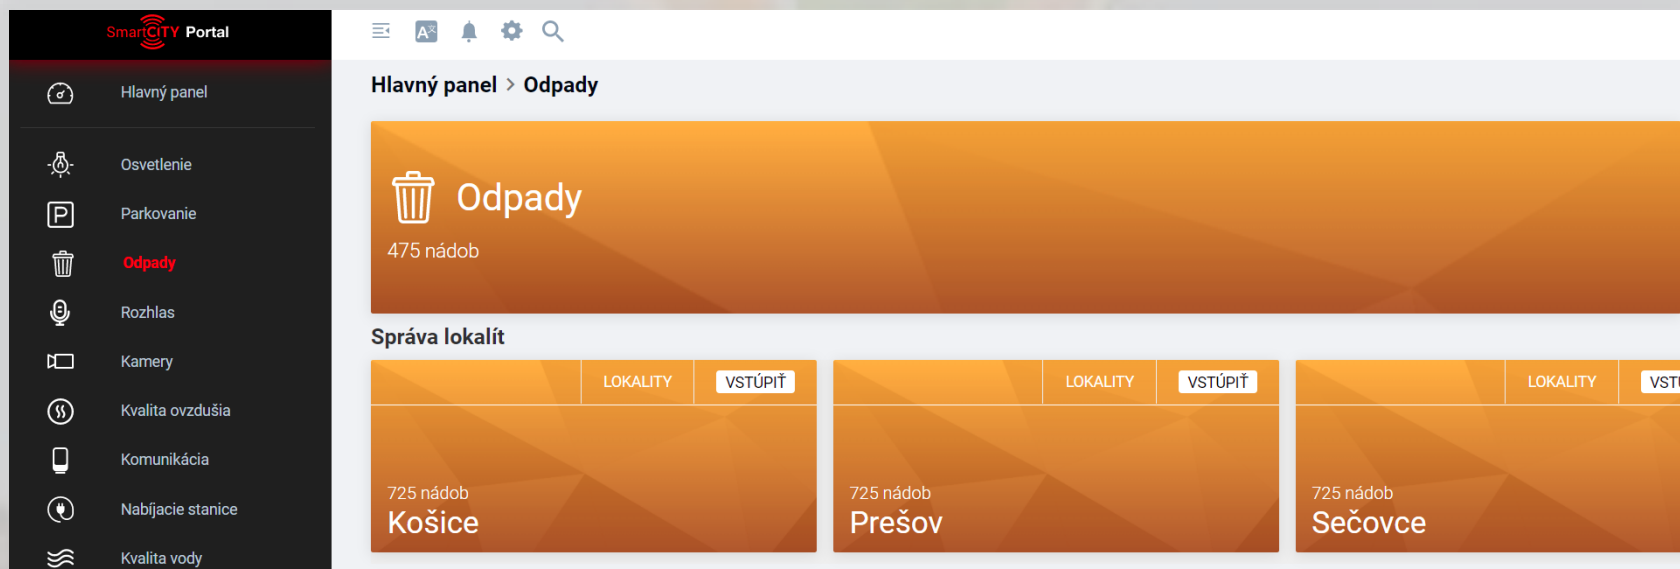 SmartCITY Portal
Hlavný panel
Osvetlenie
P
Parkovanie
Odpady
Rozhlas
Kamery
Kvalita ovzdušia
Komunikácia
Nabíjacie stanice
Kvalita vody
A
Hlavný panel > Odpady
Odpady
475 nádob
Správa lokalít
LOKALITY VSTÚPIŤ
725 nádob
Košice
LOKALITY VSTÚPIŤ
725 nádob
Prešov
LOKALITY
725 nádob
Sečovce